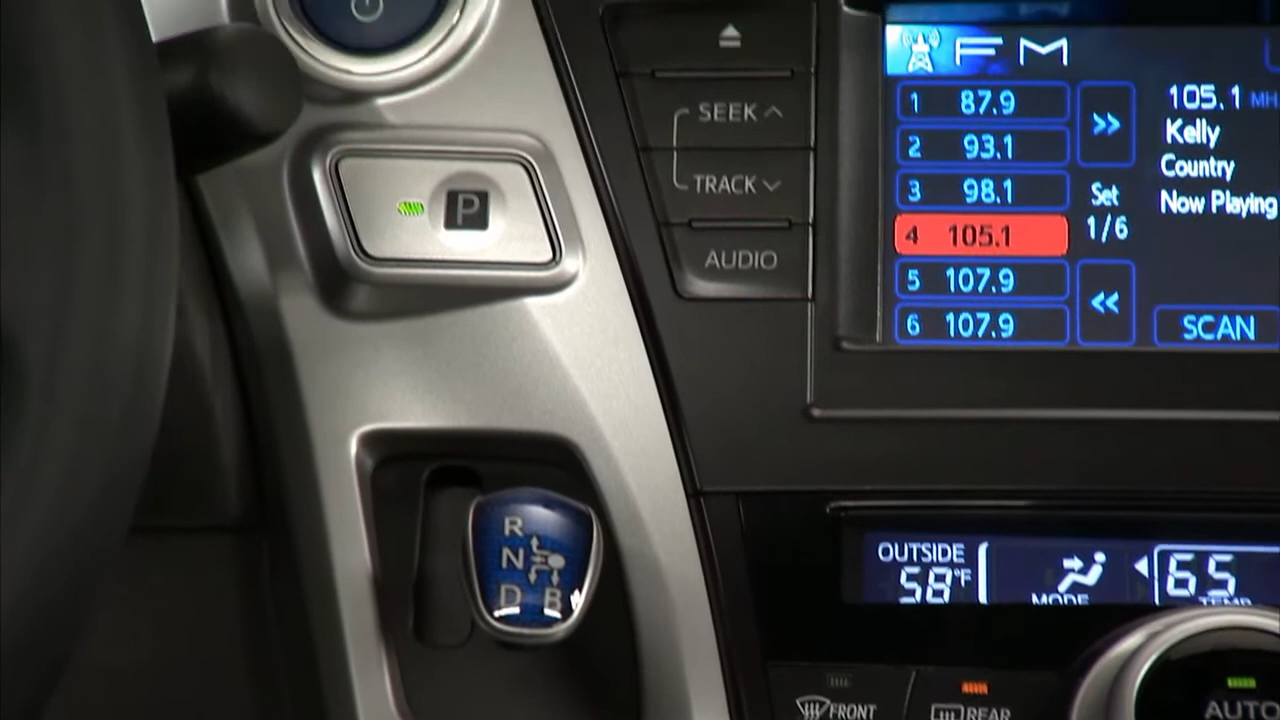 SEEK
TRACK
AUDIO
FM
1 87.9
2 93.1
3 98.1
4 105.1
5 107.9
6 107.9
>>
Set
1/6
<<
105.1 MH
Kelly
Country
Now Playing
SCAN
P
R
N
D B
OUTSIDE
58°F
MODE
65
TEMP
FRONT
REAR
AUTO